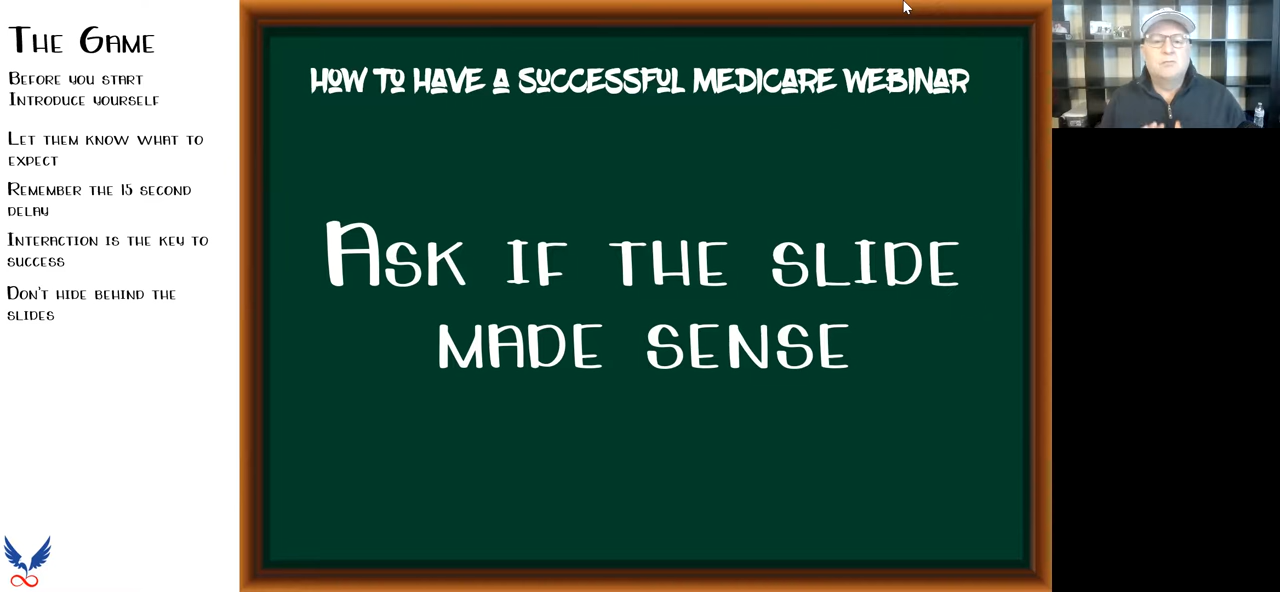 The Game
Before you start
Introduce yourself
Let them know what to
expect
Remember the 15 second
delay
Interaction is the key to
success
Don't hide behind the
slides
How to Have a Successful Medicare Webinar
Ask if the slide
made sense